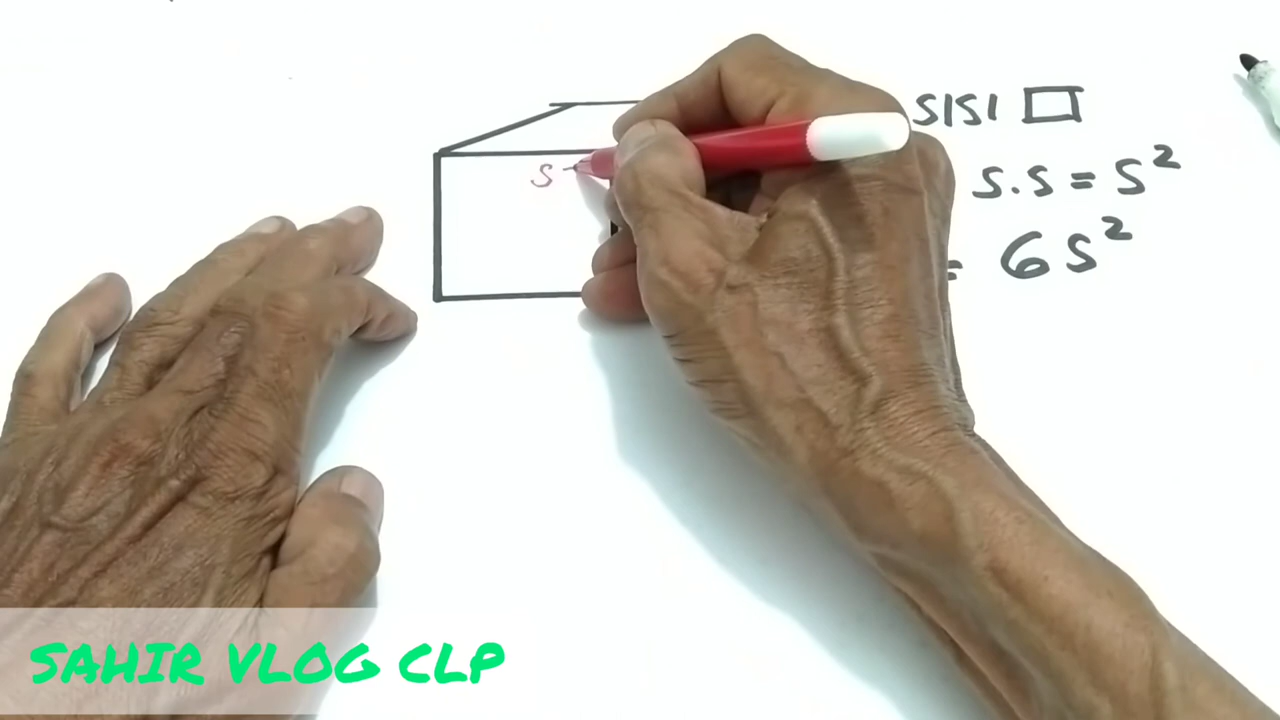 SISI
S.S = S²
= 6S²
S
SAHIR VLOG CLP